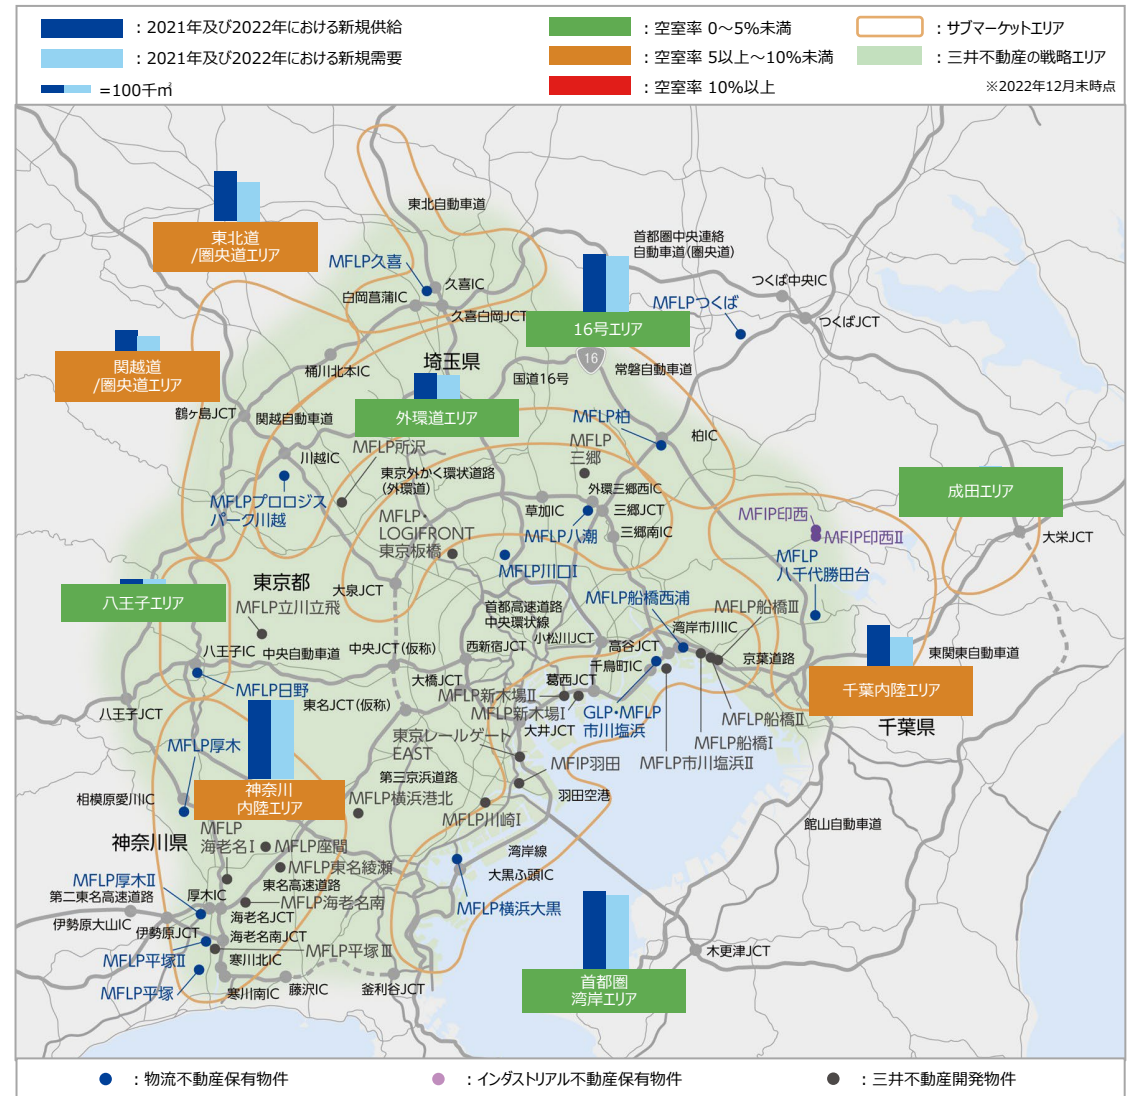 ：2021年及び2022年における新規供給
：2021年及び2022年における新規需要
=100千㎡
：空室率 0～5%未満
：空室率 5以上～10%未満
：空室率 10%以上
：サブマーケットエリア
：三井不動産の戦略エリア
※2022年12月末時点
東北自動車道
東北道
/圏央道エリア
首都圏中央連絡
自動車道(圏央道)
MFLP久喜
久喜IC
白岡菖蒲IC
久喜白岡JCT
つくば中央IC
MFLPつくば
つくばJCT
16号エリア
16
関越道
/圏央道エリア
埼玉県
桶川北本IC
国道16号
常磐自動車道
鶴ヶ島JCT
関越自動車道
外環道エリア
MFLP柏
柏IC
川越IC
MFLP所沢
MFLP
三郷
東京外かく環状道路
(外環道)
外環三郷西IC
MFLPプロロジス
パーク川越
MFLP・
LOGIFRONT
東京板橋
草加IC
三郷JCT
MFLP八潮
三郷南IC
成田エリア
MFIP印西
MFIP印西Ⅱ
大栄JCT
MFLP川口Ⅰ
MFLP
八千代勝田台
東京都
大泉JCT
八王子エリア
MFLP立川立飛
首都高速道路
中央環状線
MFLP船橋西浦
MFLP船橋Ⅲ
湾岸市川IC
小松川JCT
高谷JCT
京葉道路
東関東自動車道
八王子IC
中央自動車道
中央JCT(仮称)
西新宿JCT
千鳥町IC
MFLP日野
大橋JCT
葛西JCT
千葉内陸エリア
東名JCT(仮称)
MFLP新木場Ⅱ
MFLP新木場Ⅰ
GLP・MFLP
市川塩浜
MFLP船橋Ⅱ
千葉県
八王子JCT
大井JCT
MFLP船橋Ⅰ
MFLP厚木
東京レールゲート
EAST
MFLP市川塩浜Ⅱ
MFIP羽田
第三京浜道路
神奈川
内陸エリア
羽田空港
相模原愛川IC
MFLP横浜港北
MFLP川崎Ⅰ
館山自動車道
神奈川県
MFLP
海老名Ⅰ
MFLP座間
湾岸線
MFLP東名綾瀬
大黒ふ頭IC
MFLP厚木Ⅱ
東名高速道路
第二東名高速道路
厚木IC
MFLP海老名南
MFLP横浜大黒
伊勢原大山IC
海老名JCT
伊勢原JCT
海老名南JCT
MFLP平塚Ⅱ
MFLP平塚Ⅱ
寒川北IC
木更津JCT
MFLP平塚
寒川南IC
藤沢IC
釜利谷JCT
首都圏
湾岸エリア
：物流不動産保有物件
：インダストリアル不動産保有物件
：三井不動産開発物件